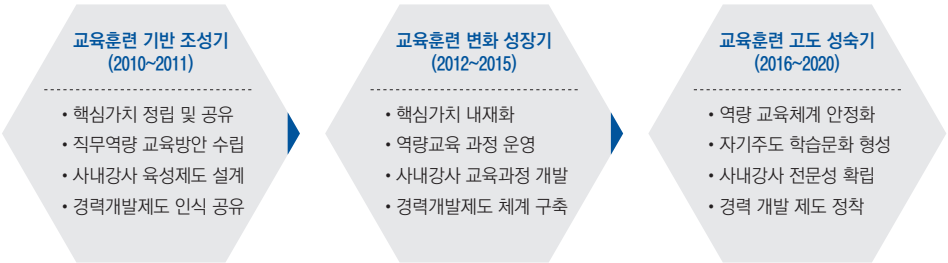 교육훈련 기반 조성기
(2010~2011)
• 핵심가치 정립 및 공유
• 직무역량 교육방안 수립
• 사내강사 육성제도 설계
• 경력개발제도 인식 공유
교육훈련 변화 성장기
(2012~2015)
• 핵심가치 내재화
• 역량교육 과정 운영
• 사내강사 교육과정 개발
• 경력개발제도 체계 구축
교육훈련 고도 성숙기
(2016~2020)
• 역량 교육체계 안정화
• 자기주도 학습문화 형성
• 사내강사 전문성 확립
• 경력 개발 제도 정착